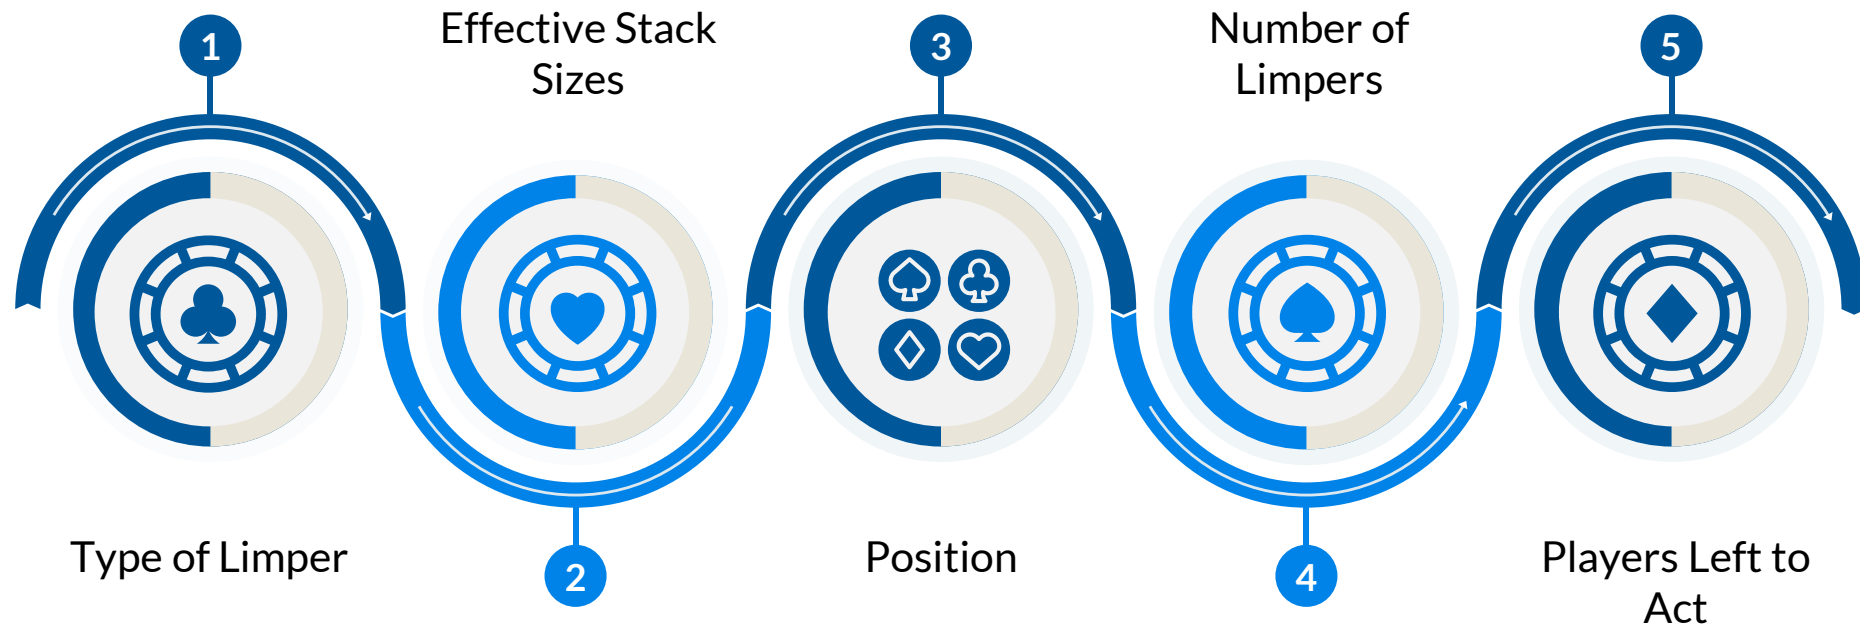 1
Type of Limper
Effective Stack
Sizes
2
3
Position
Number of
Limpers
4
5
Players Left to
Act